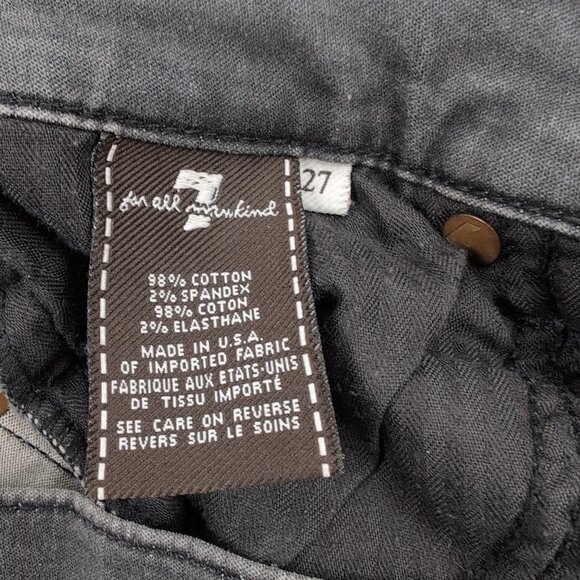 7
for all mankind
27
98% COTTON
2% SPANDEX
98% COTON
2% ELASTHANE
MADE IN U.S.A.
OF IMPORTED FABRIC
FABRIQUE AUX ETATS-UNIS
DE TISSU IMPORTÉ
SEE CARE ON REVERSE
REVERS SUR LE SOINS